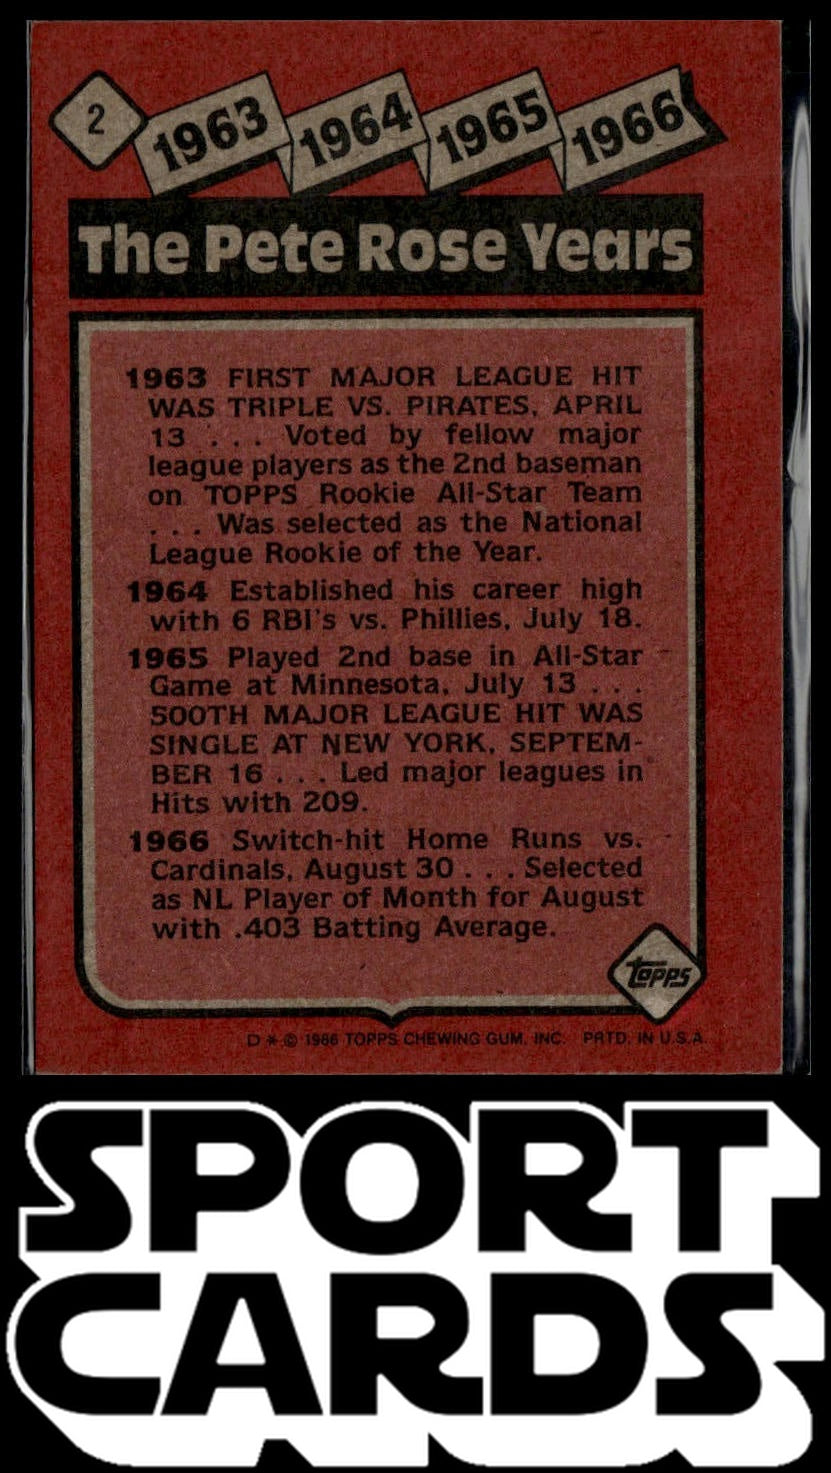 2
1963 1964 1965 1966
The Pete Rose Years
1963 FIRST MAJOR LEAGUE HIT
WAS TRIPLE VS. PIRATES, APRIL
13 . . . Voted by fellow major
league players as the 2nd baseman
on TOPPS Rookie All-Star Team
. . . Was selected as the National
League Rookie of the Year.
1964 Established his career high
with 6 RBI's vs. Phillies, July 18.
1965 Played 2nd base in All-Star
Game at Minnesota, July 13 . . .
500TH MAJOR LEAGUE HIT WAS
SINGLE AT NEW YORK, SEPTEM-
BER 16 . . . Led major leagues in
Hits with 209.
1966 Switch-hit Home Runs vs.
Cardinals, August 30 . . . Selected
as NL Player of Month for August
with .403 Batting Average.
topps
D * © 1986 TOPPS CHEWING GUM, INC. PRTD. IN U.S.A.
SPORT
CARDS